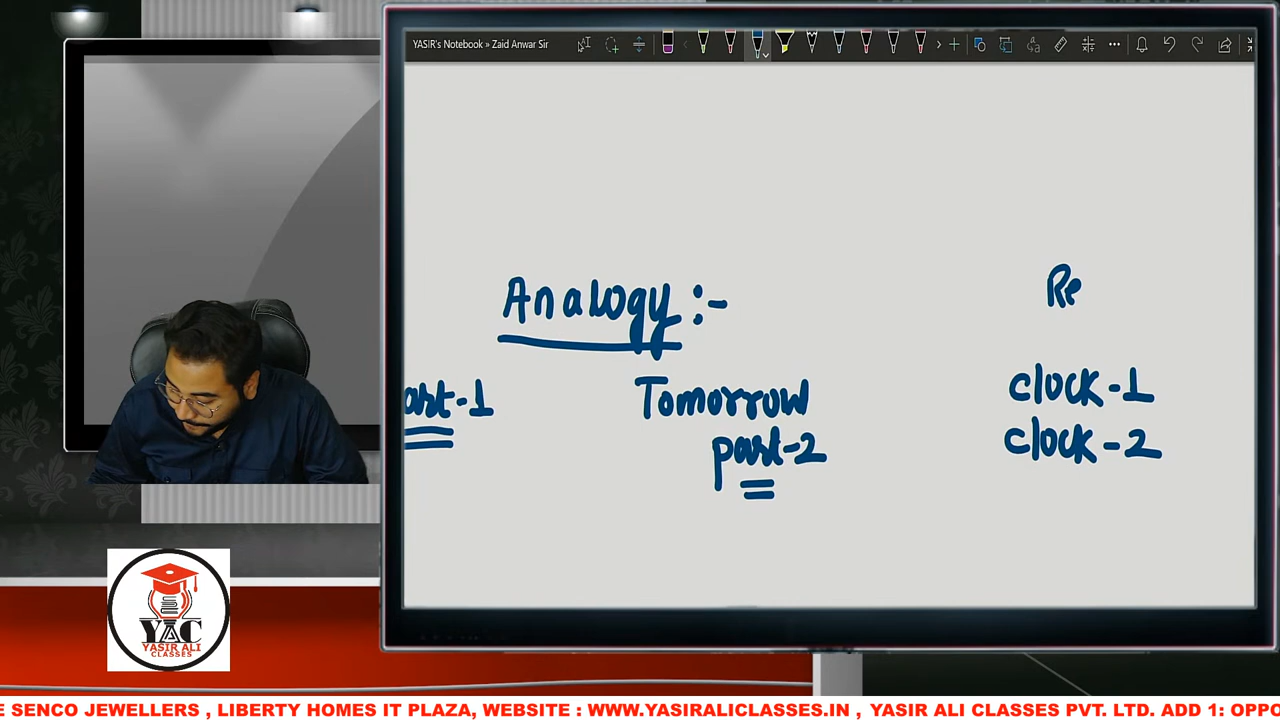 YASIR's Notebook » Zaid Anwar Sir
Analogy :-
Re
part-1
Tomorrow
part-2
clock-1
clock-2
YAC
YASIR ALI
CLASSES
E SENCO JEWELLERS , LIBERTY HOMES IT PLAZA, WEBSITE : WWW.YASIRALICLASSES.IN , YASIR ALI CLASSES PVT. LTD. ADD 1: OPPO